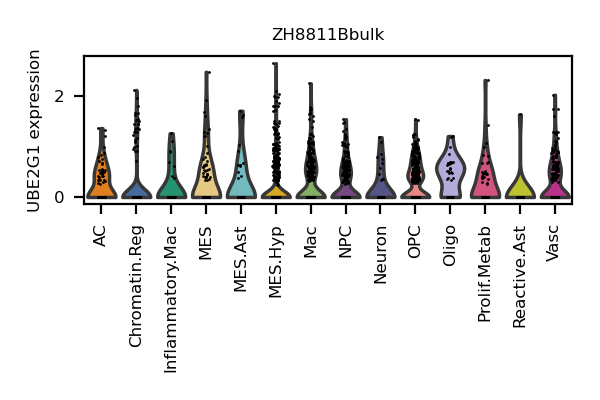 ZH8811Bbulk
UBE2G1 expression
2
0
AC
Chromatin.Reg
Inflammatory.Mac
MES
MES.Ast
MES.Hyp
Mac
NPC
Neuron
OPC
Oligo
Prolif.Metab
Reactive.Ast
Vasc